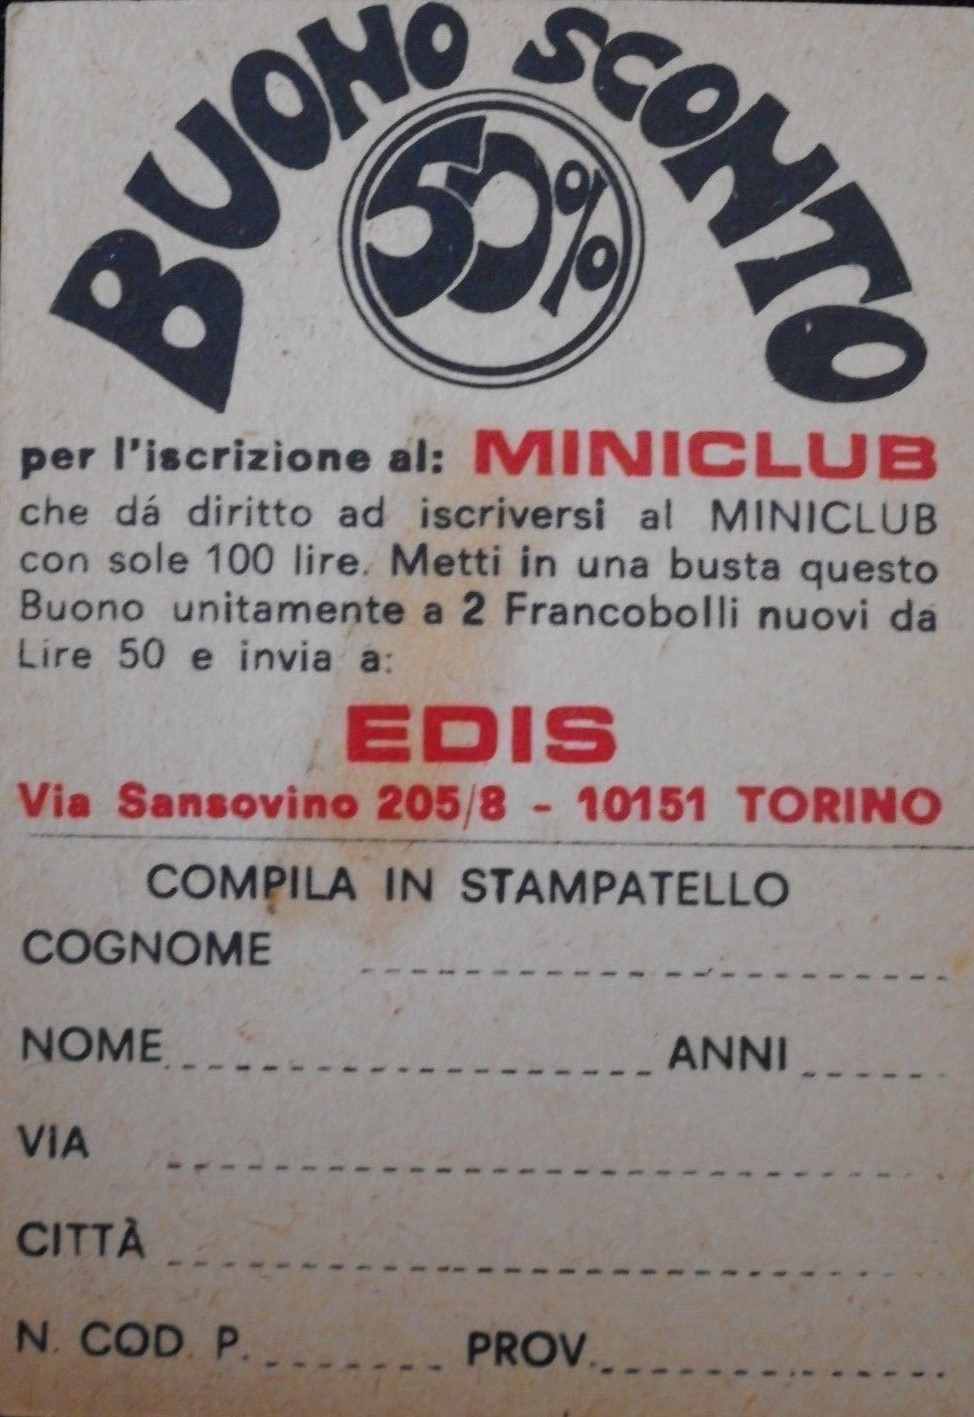 BUONO SCONTO
50%
per l'iscrizione al: MINICLUB
che dá diritto ad iscriversi al MINICLUB
con sole 100 lire. Metti in una busta questo
Buono unitamente a 2 Francobolli nuovi da
Lire 50 e invia a:
EDIS
Via Sansovino 205/8 - 10151 TORINO
COMPILA IN STAMPATELLO
COGNOME
NOME ANNI
VIA
CITTÀ
N. COD. P. PROV.